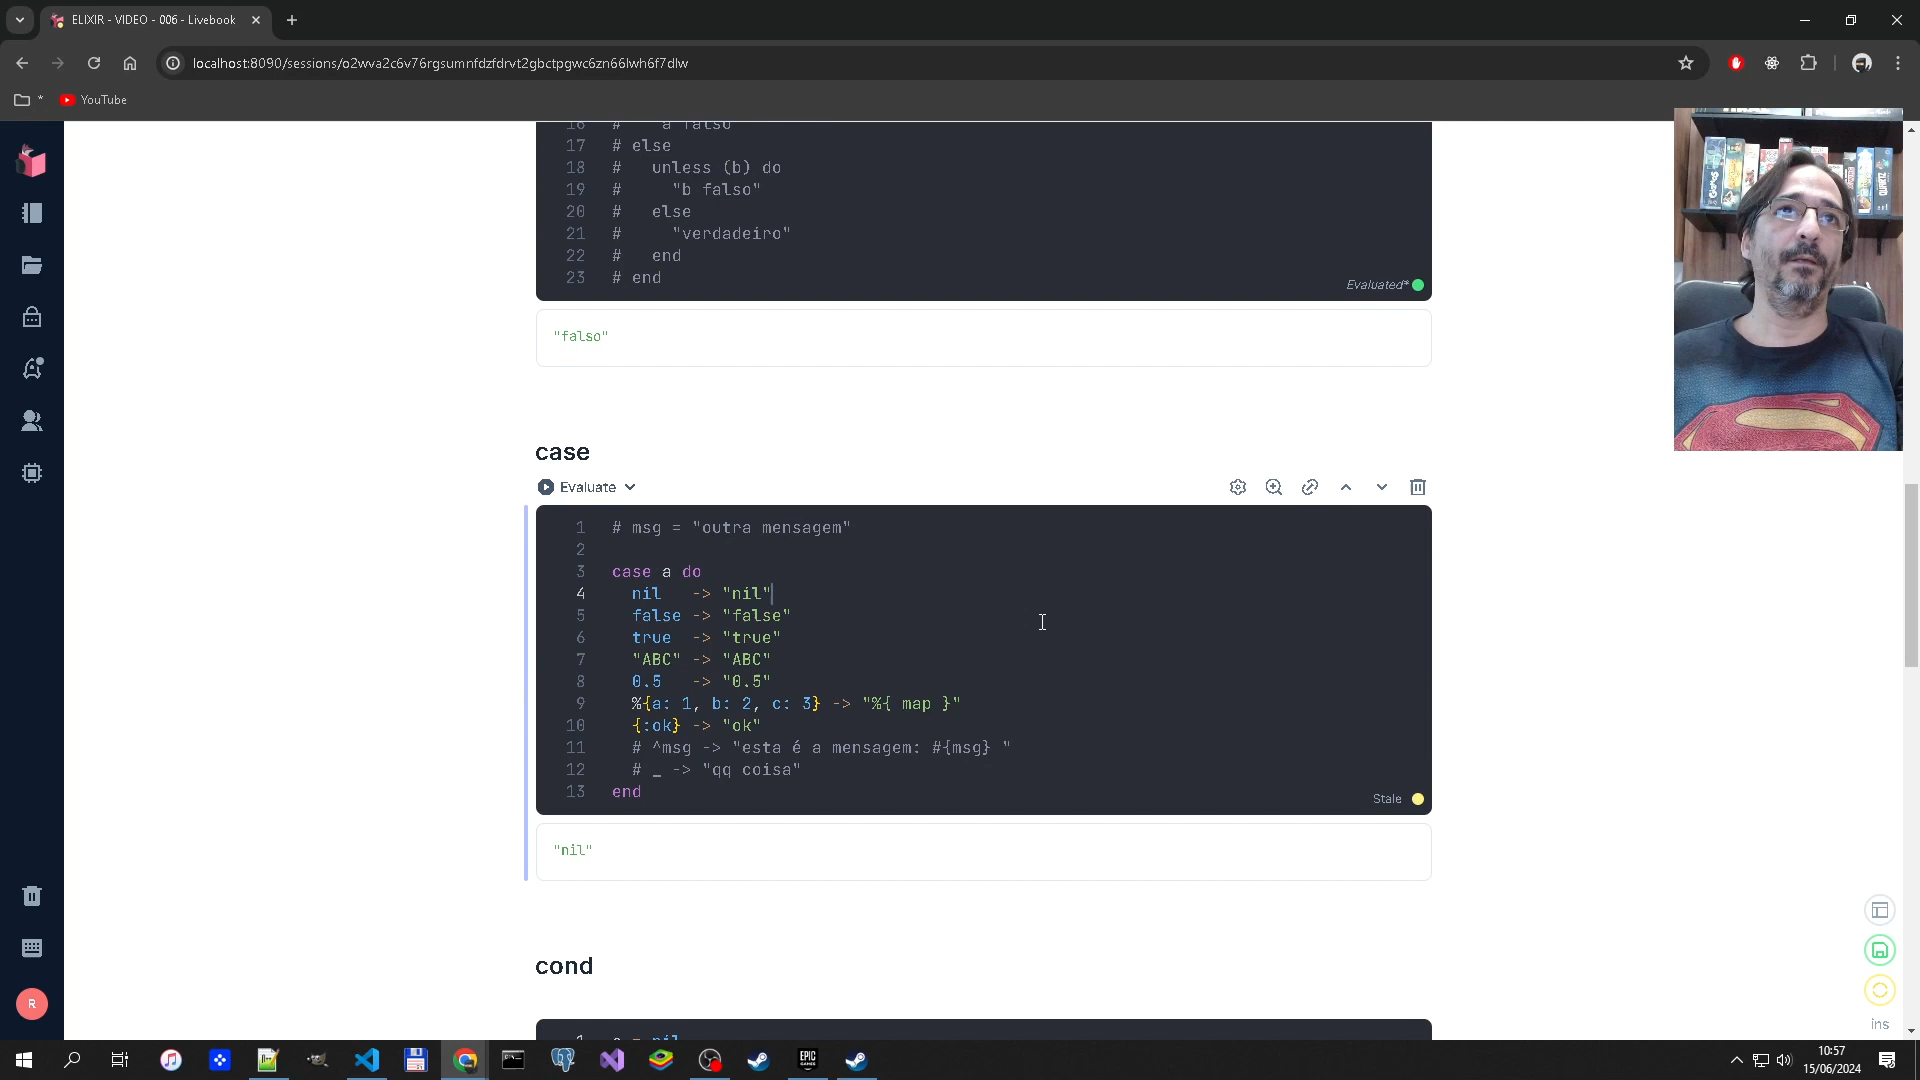 ELIXIR - VIDEO - 006 - Livebook
localhost:8090/sessions/o2wva2c6v76rgsumnfdzfdrvt2gbctpgwc6zn66lwh6f7dlw
* YouTube
16 # "a falso"
17 # else
18 # unless (b) do
19 # "b falso"
20 # else
21 # "verdadeiro"
22 # end
23 # end
Evaluated*
"falso"
case
Evaluate
1 # msg = "outra mensagem"
2
3 case a do
4 nil -> "nil"
5 false -> "false"
6 true -> "true"
7 "ABC" -> "ABC"
8 0.5 -> "0.5"
9 %{a: 1, b: 2, c: 3} -> "%{ map }"
10 {:ok} -> "ok"
11 # ^msg -> "esta é a mensagem: #{msg} "
12 # _ -> "qq coisa"
13 end
Stale
"nil"
cond
R
ins
EPIC GAMES
10:57
15/06/2024